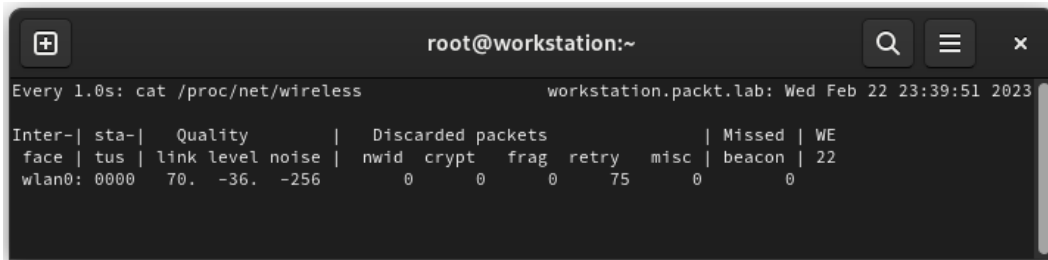 root@workstation:~
Every 1.0s: cat /proc/net/wireless workstation.packt.lab: Wed Feb 22 23:39:51 2023
Inter-| sta-| Quality | Discarded packets | Missed | WE
face | tus | link level noise | nwid crypt frag retry misc | beacon | 22
wlan0: 0000 70. -36. -256 0 0 0 75 0 0